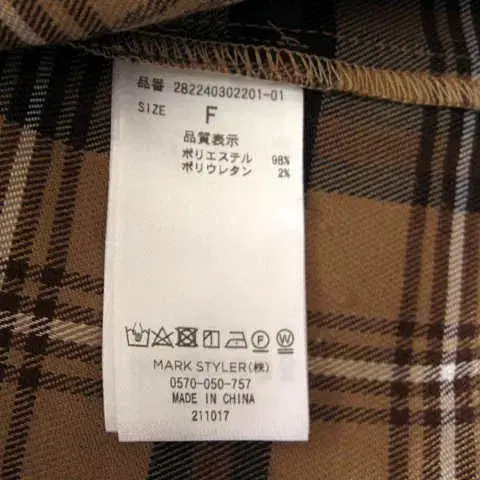 品番 282240302201-01
SIZE F
品質表示
ポリエステル 98%
ポリウレタン 2%
MARK STYLER(株)
0570-050-757
MADE IN CHINA
211017